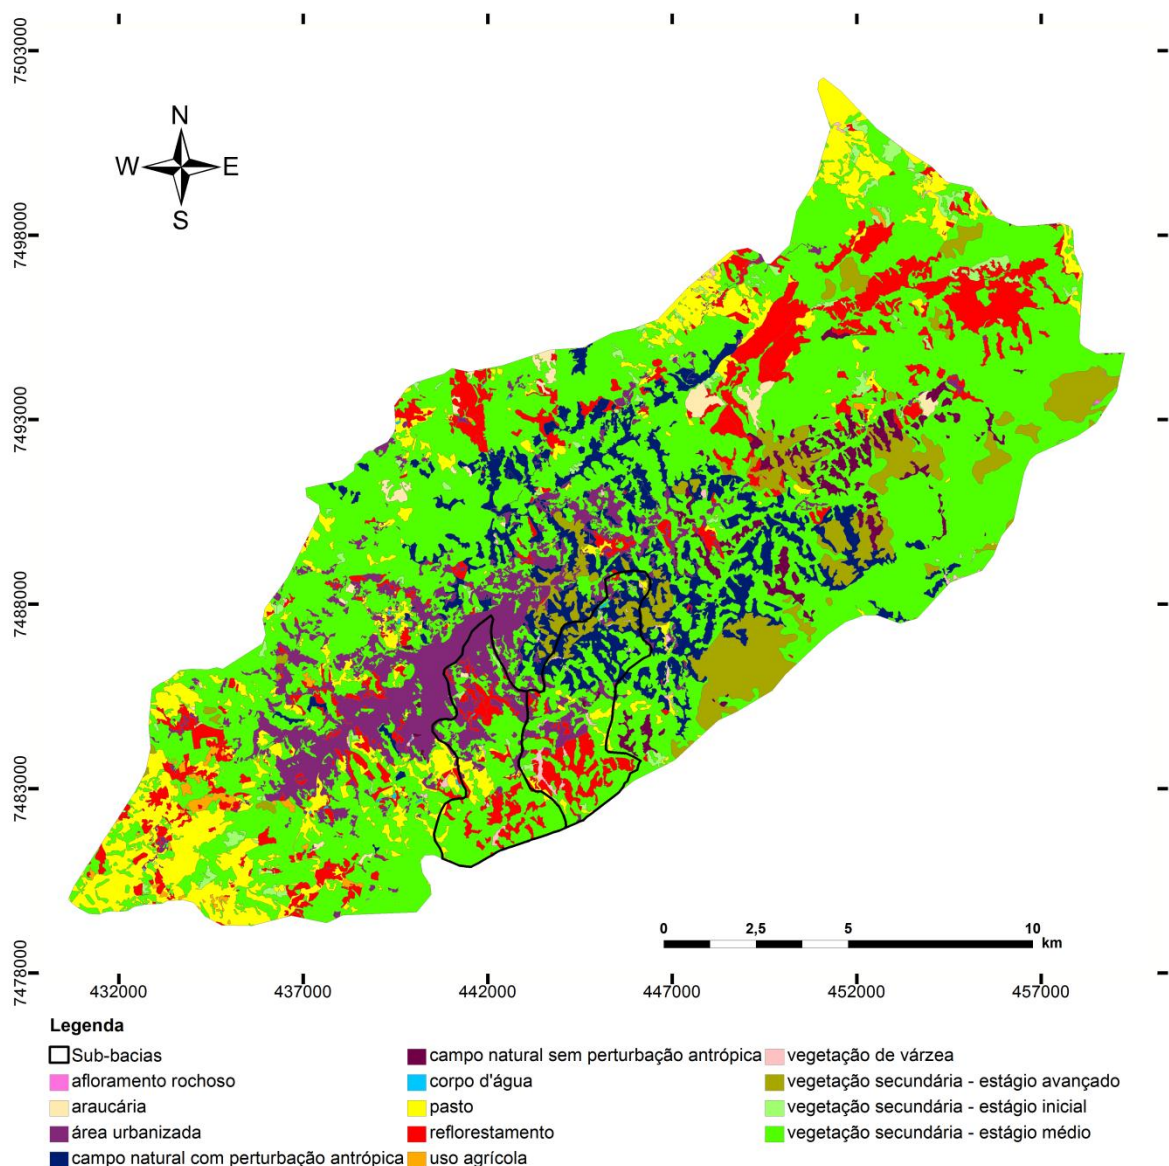 7503000
N
W E
S
7498000
7493000
7488000
7483000
7478000
0 2,5 5 10
km
432000 437000 442000 447000 452000 457000
Legenda
Sub-bacias
afloramento rochoso
araucária
área urbanizada
campo natural com perturbação antrópica
campo natural sem perturbação antrópica
corpo d'água
pasto
reflorestamento
uso agrícola
vegetação de várzea
vegetação secundária - estágio avançado
vegetação secundária - estágio inicial
vegetação secundária - estágio médio